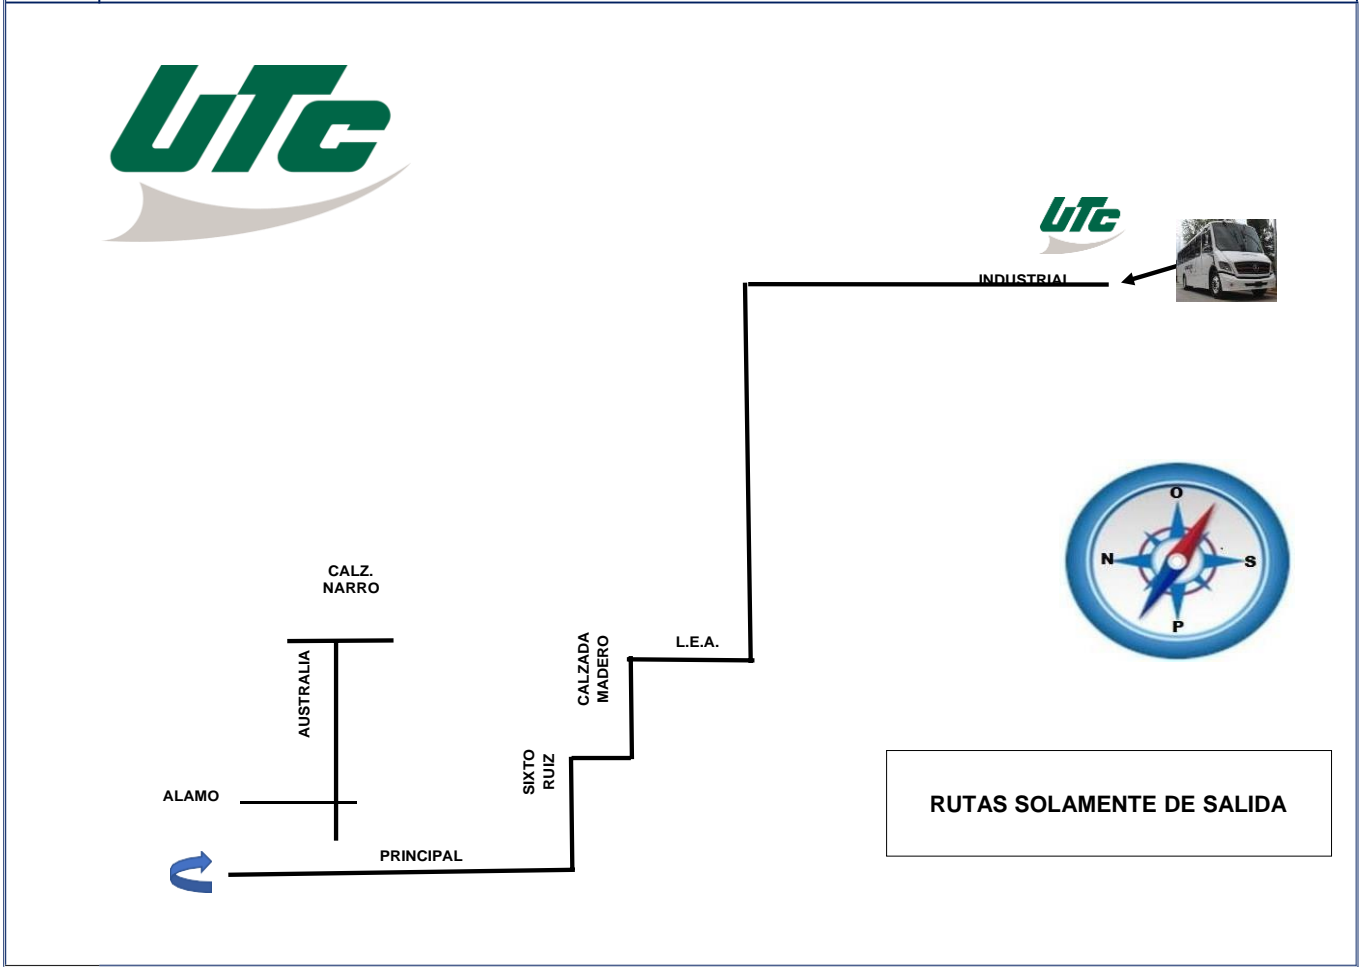 UTC
UTC
INDUSTRIAL
O
N
S
P
CALZ.
NARRO
AUSTRALIA
CALZADA
MADERO
L.E.A.
SIXTO
RUIZ
ALAMO
RUTAS SOLAMENTE DE SALIDA
PRINCIPAL